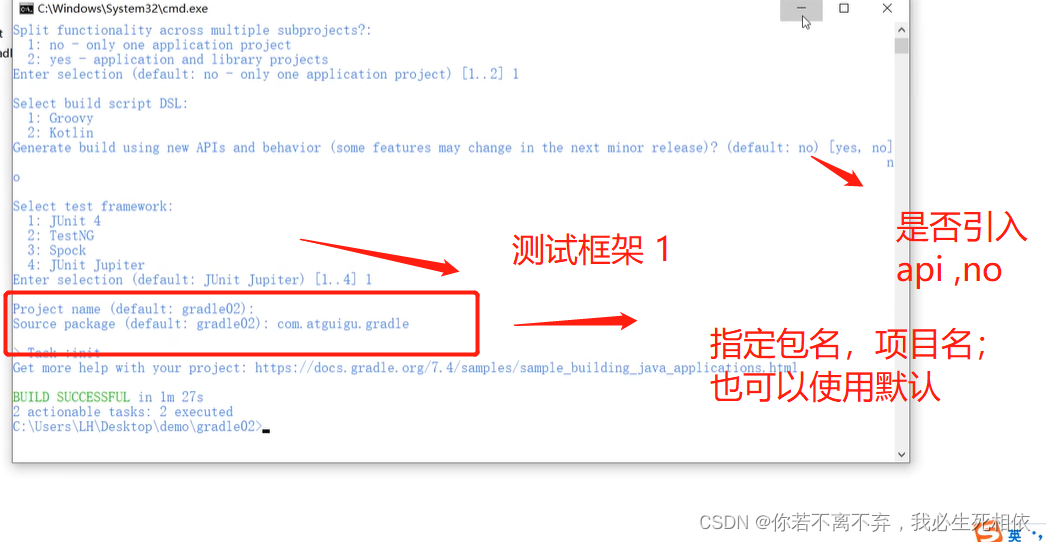 C:\Windows\System32\cmd.exe
Split functionality across multiple subprojects?:
1: no - only one application project
2: yes - application and library projects
Enter selection (default: no - only one application project) [1..2] 1
Select build script DSL:
1: Groovy
2: Kotlin
Generate build using new APIs and behavior (some features may change in the next minor release)? (default: no) [yes, no]
n
o
Select test framework:
1: JUnit 4
2: TestNG
3: Spock
4: JUnit Jupiter
Enter selection (default: JUnit Jupiter) [1..4] 1
Project name (default: gradle02):
Source package (default: gradle02): com.atguigu.gradle
> Task :init
Get more help with your project: https://docs.gradle.org/7.4/samples/sample_building_java_applications.html
BUILD SUCCESSFUL in 1m 27s
2 actionable tasks: 2 executed
C:\Users\LH\Desktop\demo\gradle02>
是否引入
api ,no
测试框架 1
指定包名，项目名；
也可以使用默认
CSDN @你若不离不弃，我必生死相依
英